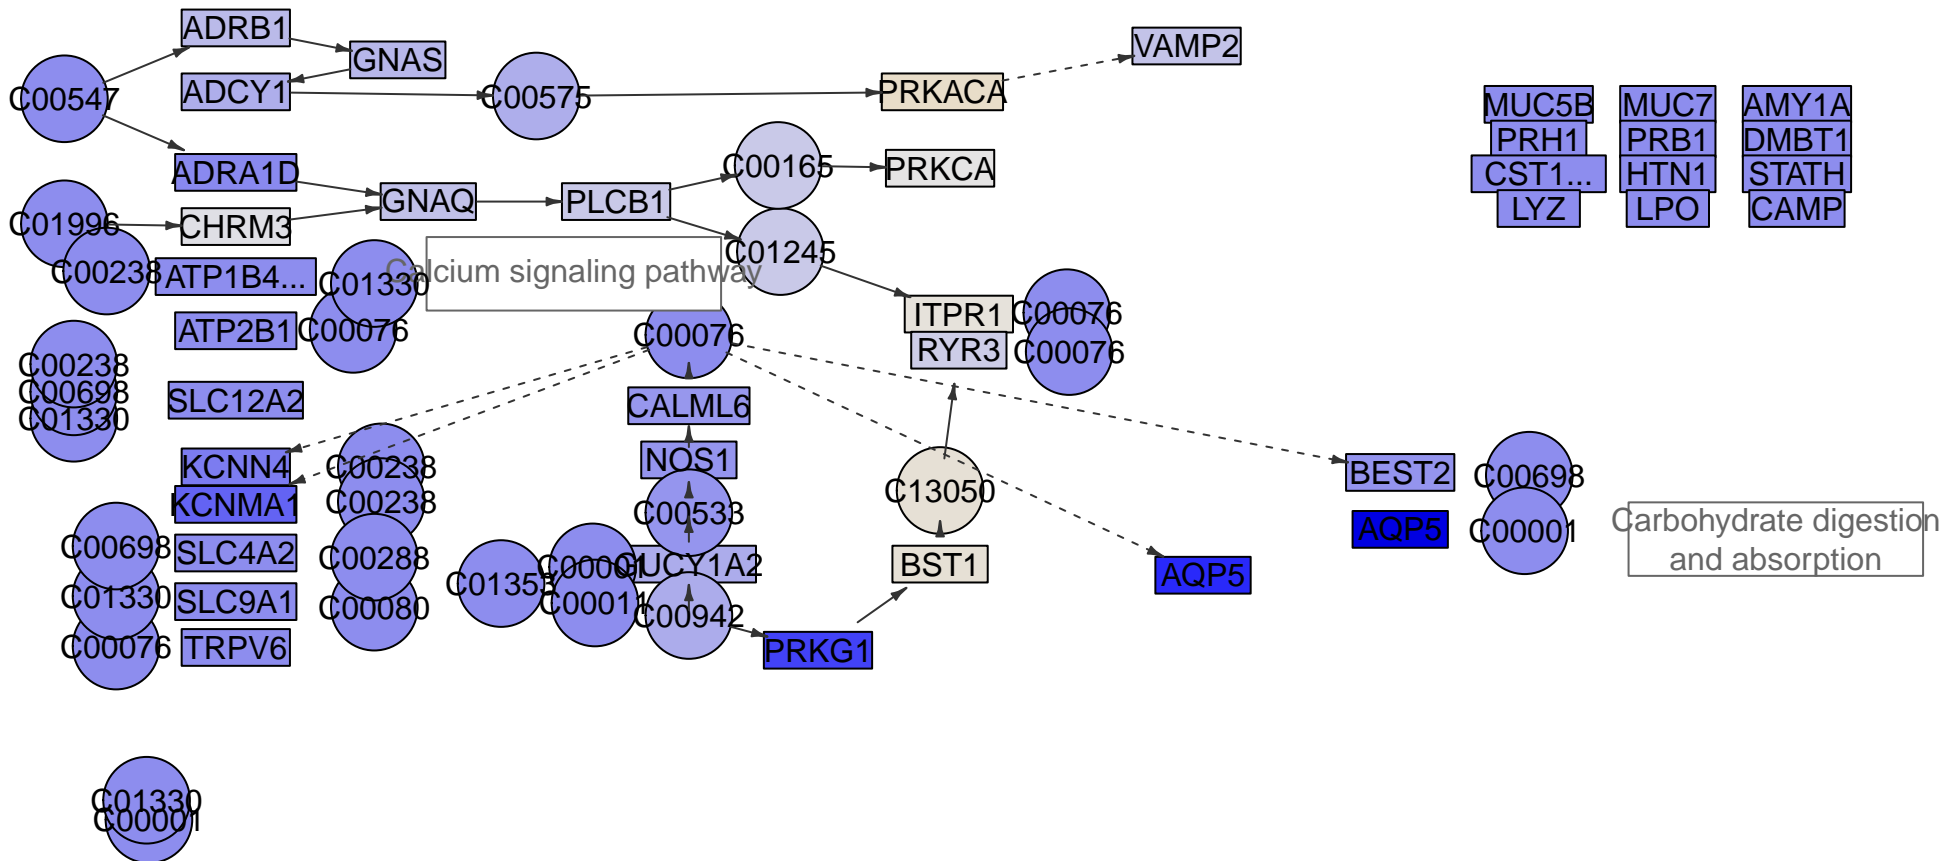 ADRB1
GNAS
VAMP2
C00547
ADCY1
C00575
PRKACA
MUC5B
MUC7
AMY1A
PRH1
PRB1
DMBT1
CST1...
HTN1
STATH
LYZ
LPO
CAMP
ADRA1D
C00165
PRKCA
GNAQ
PLCB1
C01996
CHRM3
C01245
C00238
ATP1B4...
C01330
Calcium signaling pathway
ATP2B1
C00076
C00076
ITPR1
C00076
RYR3
C00076
C00238
C00698
C01330
SLC12A2
CALML6
KCNN4
C00238
NOS1
BEST2
C00698
KCNMA1
C00238
C00533
C13050
AQP5
C00001
Carbohydrate digestion
and absorption
C00698
SLC4A2
C00288
C01353
C00001
GUCY1A2
BST1
AQP5
C01330
SLC9A1
C00080
C00011
C00942
C00076
TRPV6
PRKG1
C01330
C00001